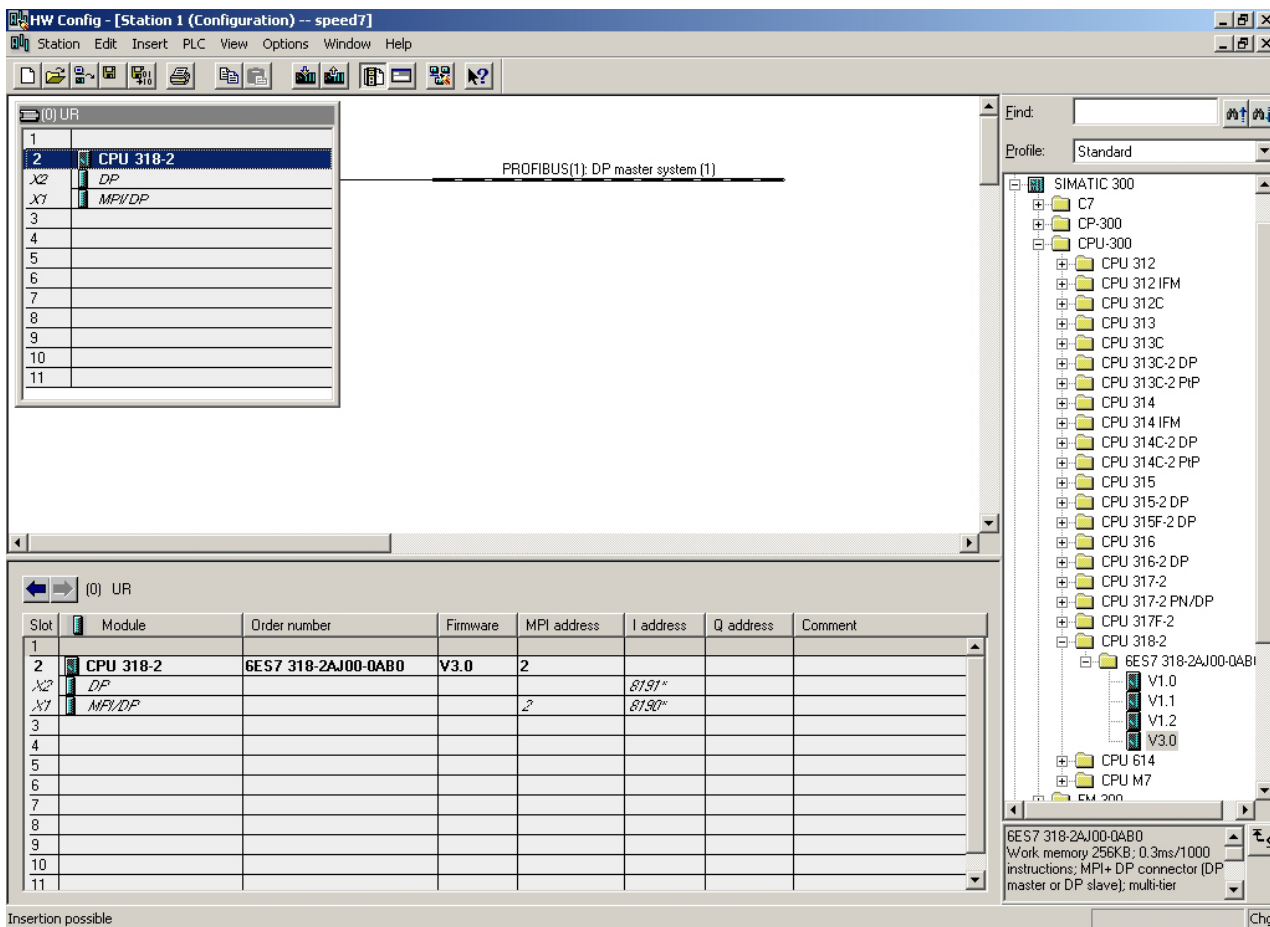 HW Config - [Station 1 (Configuration) -- speed7]
Station Edit Insert PLC View Options Window Help
(0) UR
1
2 CPU 318-2
X2 DP
X1 MPI/DP
3
4
5
6
7
8
9
10
11
PROFIBUS(1): DP master system (1)
Find:
Profile: Standard
SIMATIC 300
C7
CP-300
CPU-300
CPU 312
CPU 312 IFM
CPU 312C
CPU 313
CPU 313C
CPU 313C-2 DP
CPU 313C-2 PtP
CPU 314
CPU 314 IFM
CPU 314C-2 DP
CPU 314C-2 PtP
CPU 315
CPU 315-2 DP
CPU 315F-2 DP
CPU 316
CPU 316-2 DP
CPU 317-2
CPU 317-2 PN/DP
CPU 317F-2
CPU 318-2
6ES7 318-2AJ00-0AB
V1.0
V1.1
V1.2
V3.0
CPU 614
CPU M7
FM 300
6ES7 318-2AJ00-0AB0
Work memory 256KB; 0.3ms/1000
instructions; MPI+ DP connector (DP
master or DP slave); multi-tier
(0) UR
Slot Module Order number Firmware MPI address I address Q address Comment
1
2 CPU 318-2 6ES7 318-2AJ00-0AB0 V3.0 2
X2 DP 8191*
X1 MPI/DP 2 8190*
3
4
5
6
7
8
9
10
11
Insertion possible
Chg